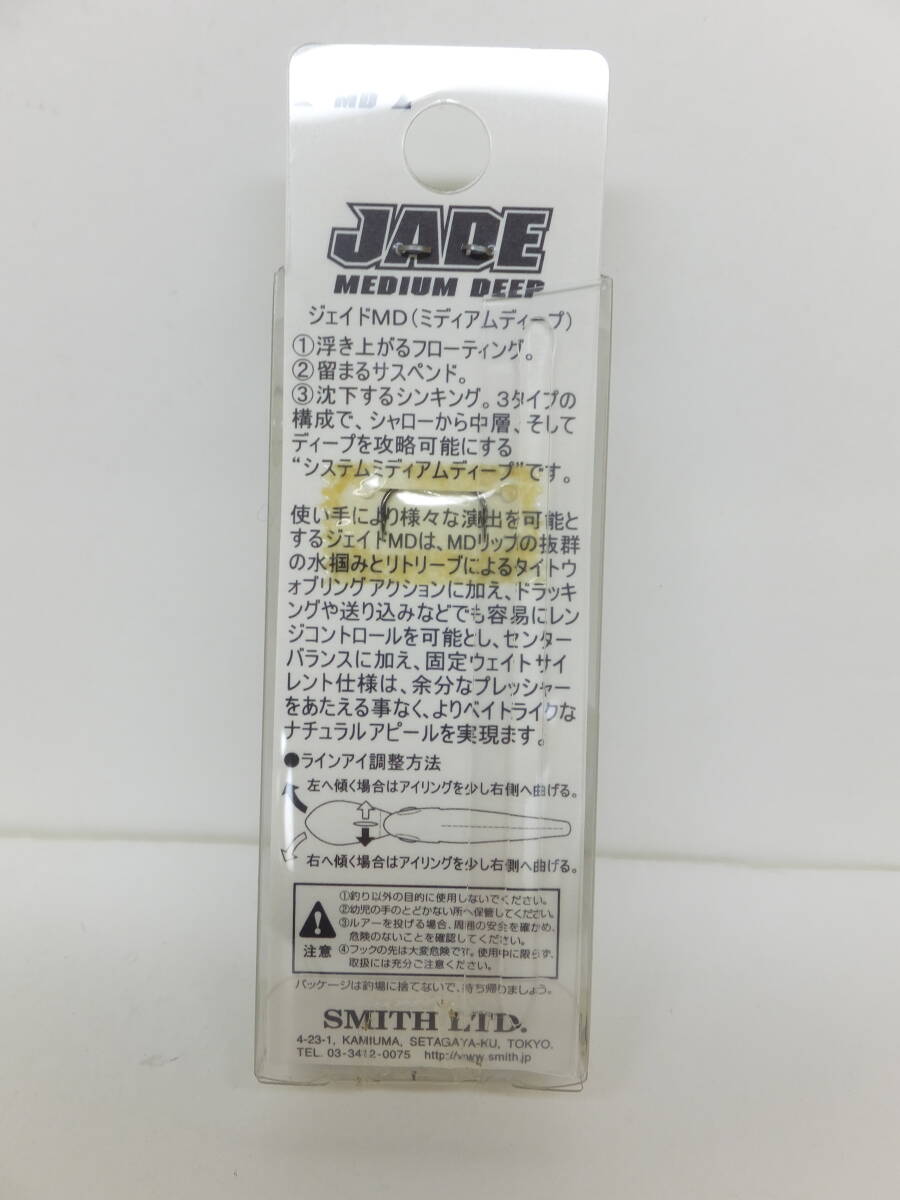 JADE
MEDIUM DEEP
ジェイドMD(ミディアムディープ)
①浮き上がるフローティング。
②留まるサスペンド。
③沈下するシンキング。3タイプの
構成で、シャローから中層、そして
ディープを攻略可能にする
“システムミディアムディープ”です。
使い手により様々な演出を可能と
するジェイドMDは、MDリップの抜群
の水掴みとリトリーブによるタイトウ
ォブリングアクションに加え、ドラッキ
ングや送り込みなどでも容易にレン
ジコントロールを可能とし、センター
バランスに加え、固定ウェイトサイ
レント仕様は、余分なプレッシャー
をあたえる事なく、よりベイトライクな
ナチュラルアピールを実現ます。
●ラインアイ調整方法
左へ傾く場合はアイリングを少し右側へ曲げる。
右へ傾く場合はアイリングを少し右側へ曲げる。
注意
①釣り以外の目的に使用しないでください。
②幼児の手のとどかない所へ保管してください。
③ルアーを投げる場合、周囲の安全を確かめ、
危険のないことを確認してください。
④フックの先は大変危険です。使用中に限らず、
取扱には充分ご注意ください。
パッケージは釣場に捨てないで、持ち帰りましょう。
SMITH LTD.
4-23-1, KAMIUMA, SETAGAYA-KU, TOKYO.
TEL. 03-3412-0075 http://www.smith.jp